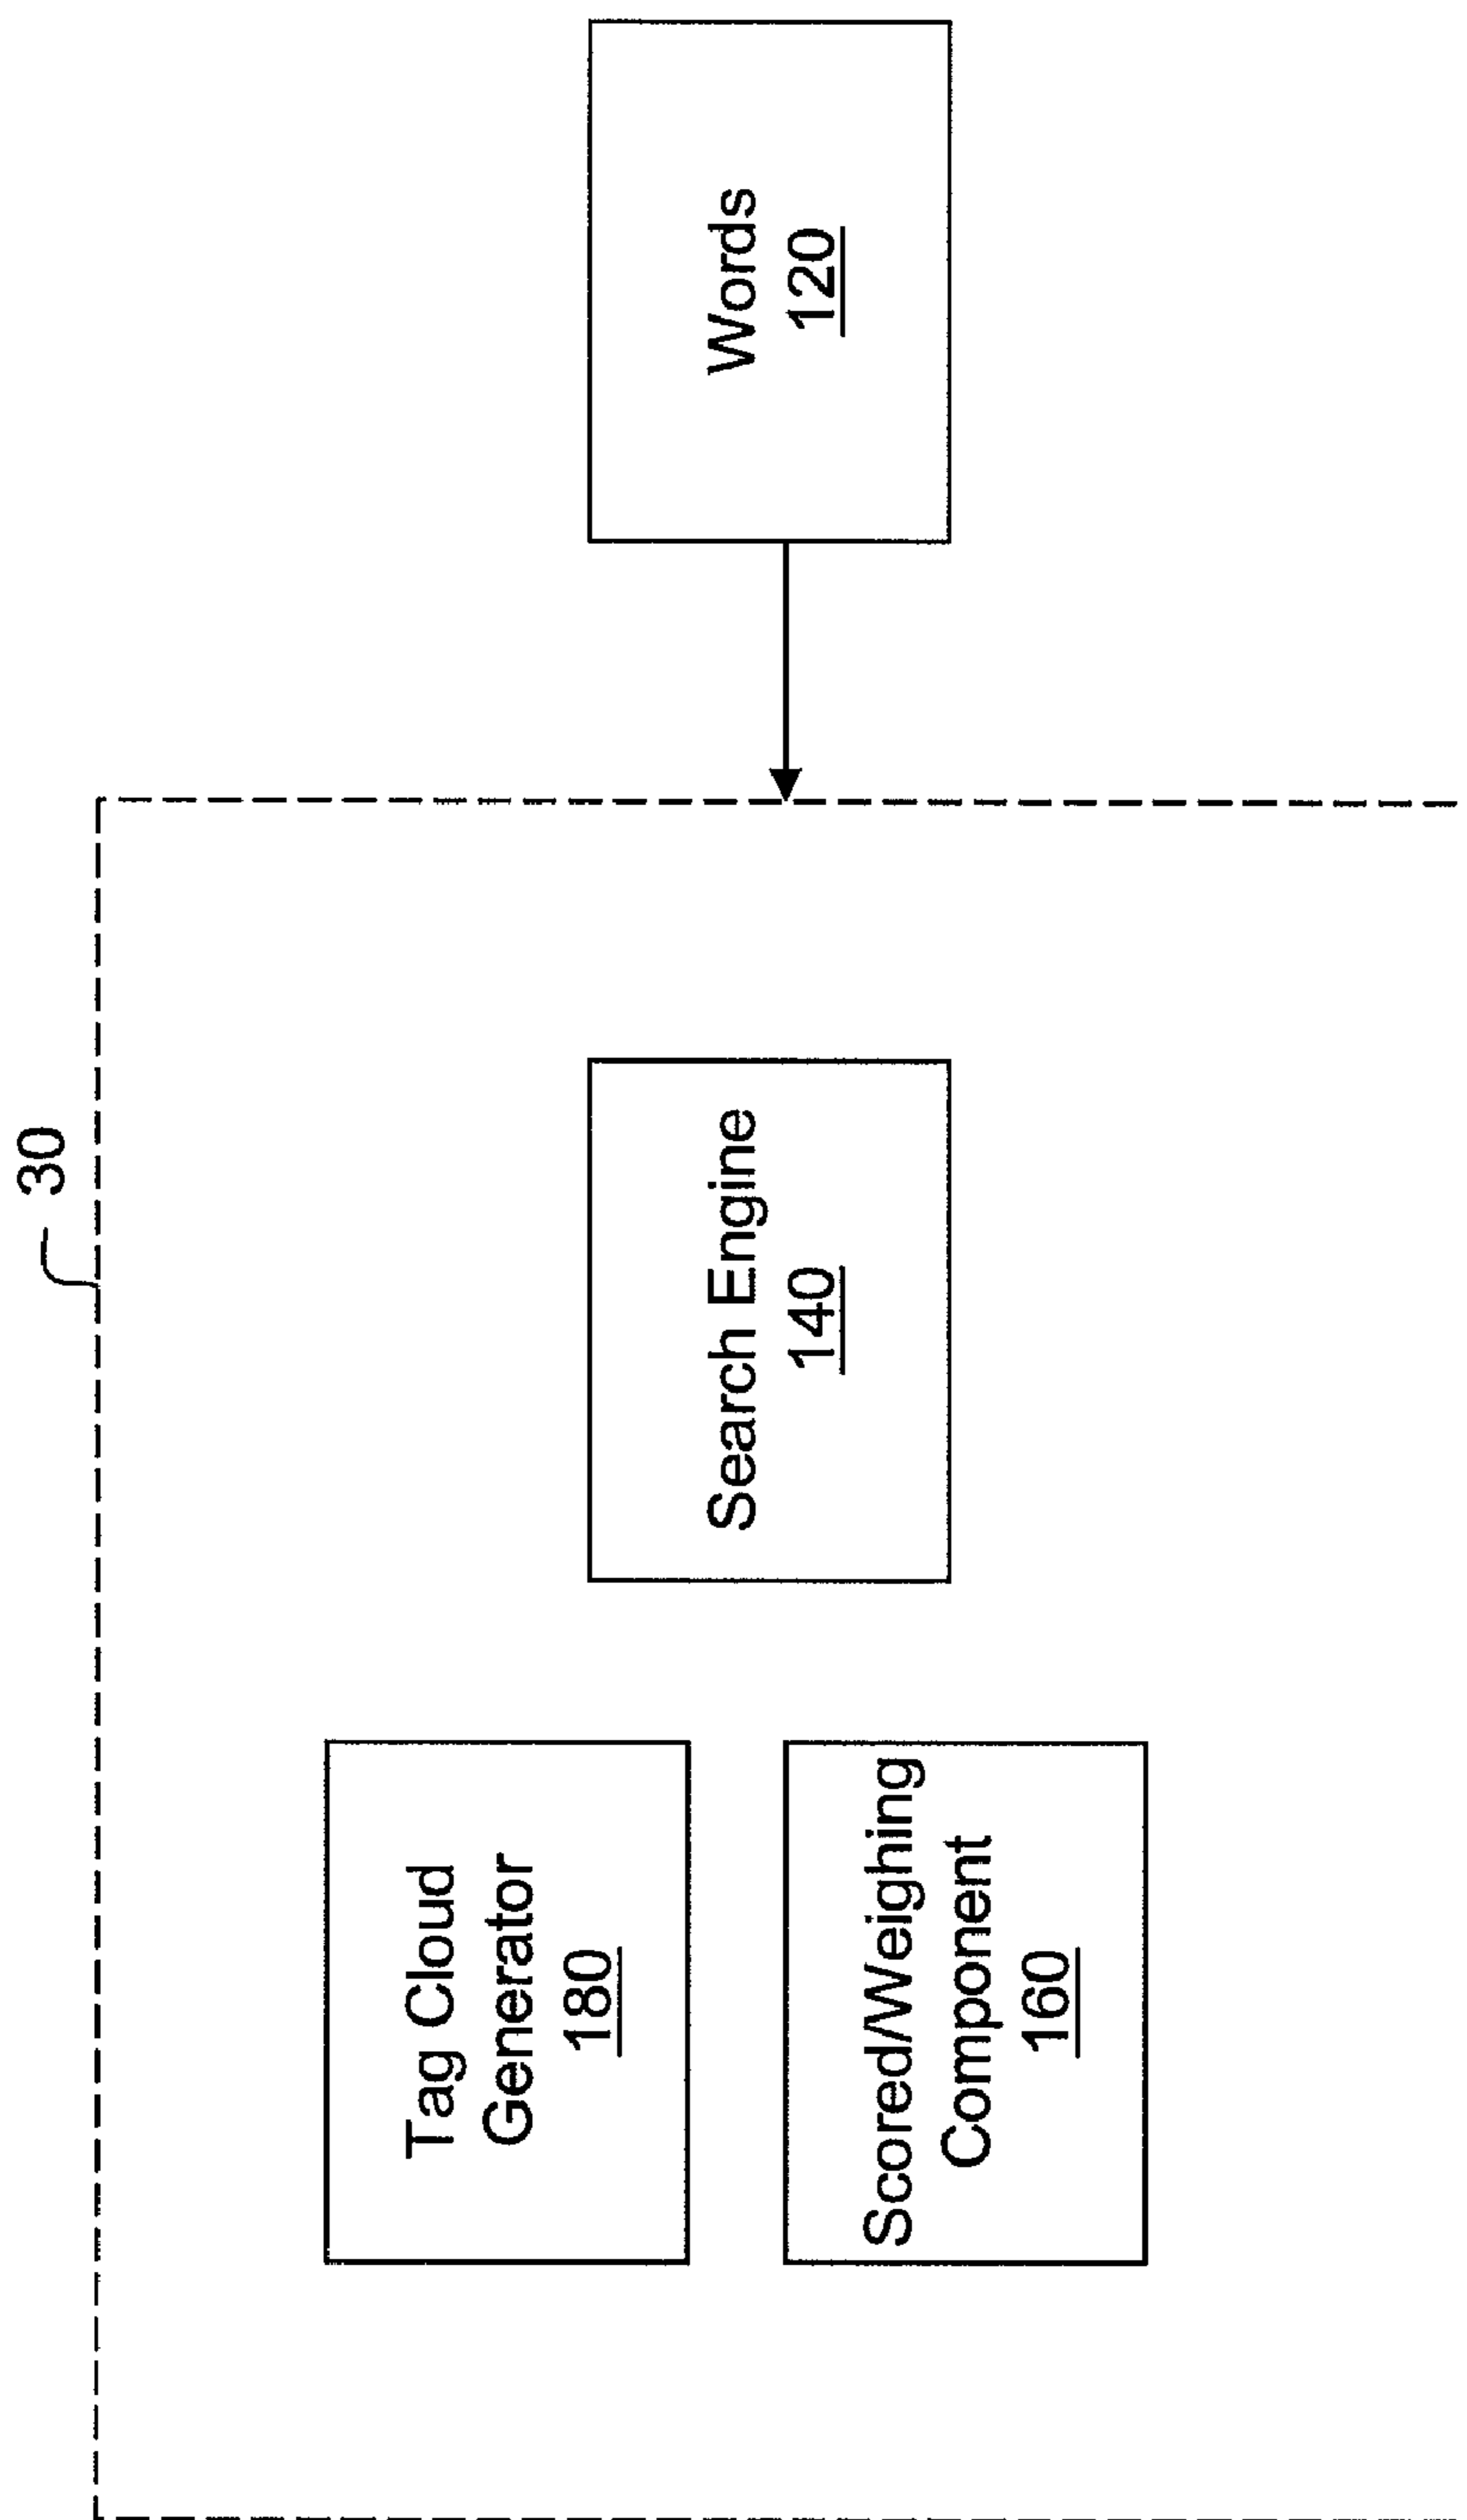 30
Tag Cloud
Generator
180
Search Engine
140
Words
120
Scored/Weighing
Component
160